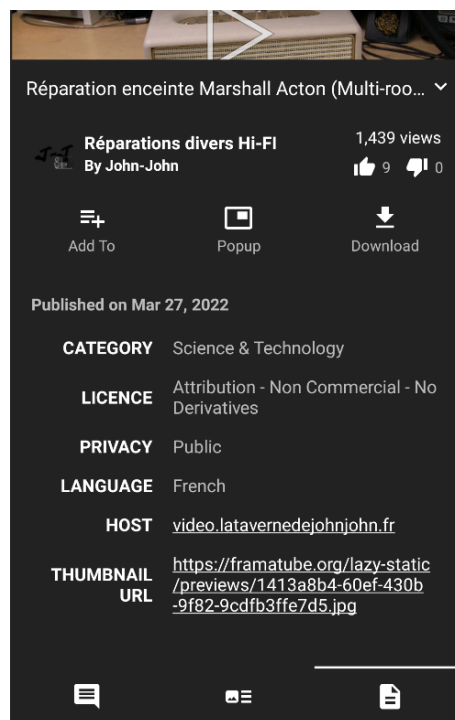 Réparation enceinte Marshall Acton (Multi-roo...
Réparations divers Hi-FI
By John-John
1,439 views
9 0
Add To
Popup
Download
Published on Mar 27, 2022
CATEGORY Science & Technology
LICENCE Attribution - Non Commercial - No
Derivatives
PRIVACY Public
LANGUAGE French
HOST video.latavernedejohnjohn.fr
THUMBNAIL
URL
https://framatube.org/lazy-static
/previews/1413a8b4-60ef-430b
-9f82-9cdfb3ffe7d5.jpg